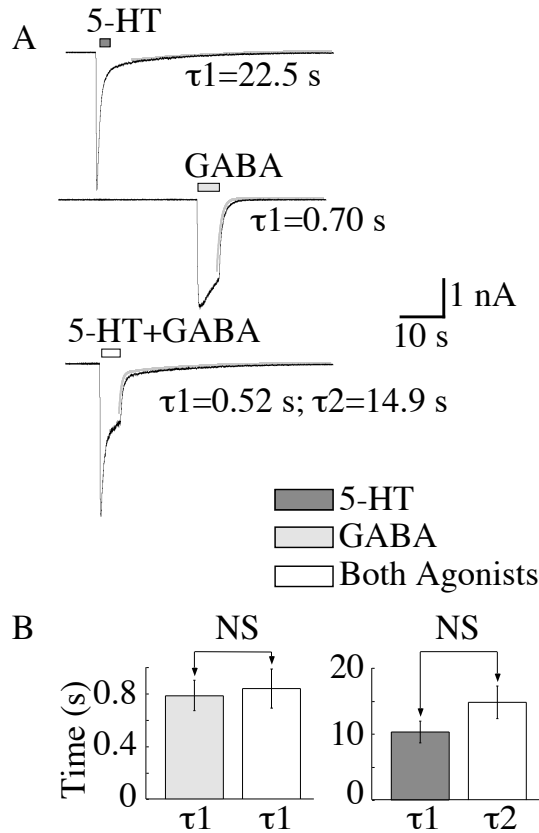 A
5-HT
τ1=22.5 s
GABA
τ1=0.70 s
1 nA
10 s
5-HT+GABA
τ1=0.52 s; τ2=14.9 s
5-HT
GABA
Both Agonists
B
NS
NS
Time (s)
0.8
0.4
0
τ1
τ1
20
10
0
τ1
τ2